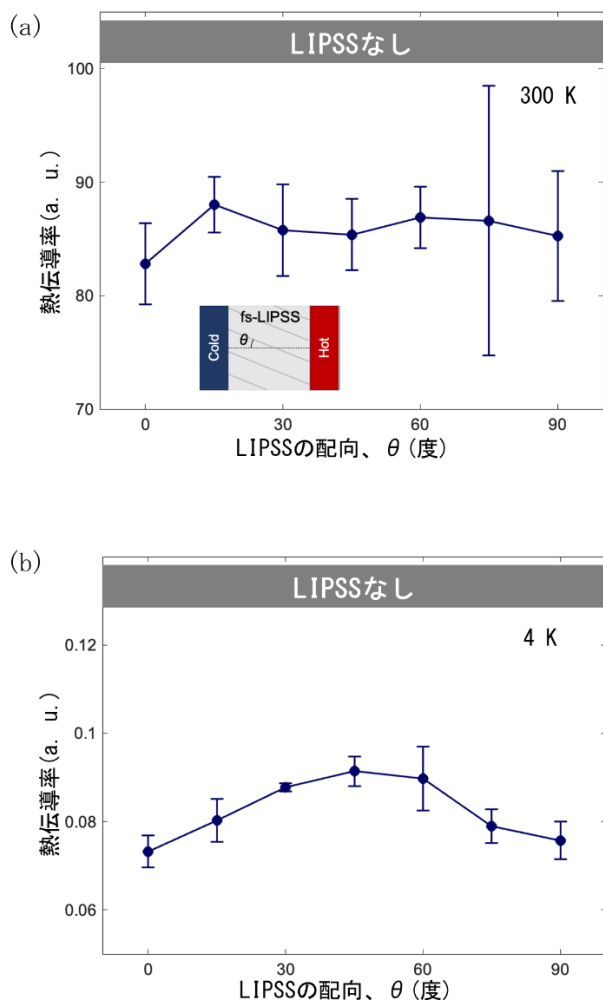 (a)
LIPSSなし
300 K
100
90
80
70
熱伝導率(a. u.)
fs-LIPSS
θ
Cold
Hot
0 30 60 90
LIPSSの配向、θ(度)
(b)
LIPSSなし
4 K
0.12
0.1
0.08
0.06
熱伝導率(a. u.)
0 30 60 90
LIPSSの配向、θ(度)